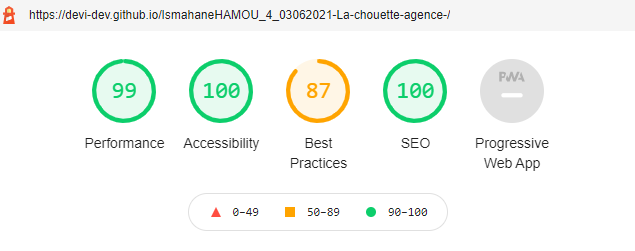 https://devi-dev.github.io/IsmahaneHAMOU_4_03062021-La-chouette-agence-/
99 100 87 100 PWA
Performance Accessibility Best Practices SEO Progressive Web App
0–49 50–89 90–100